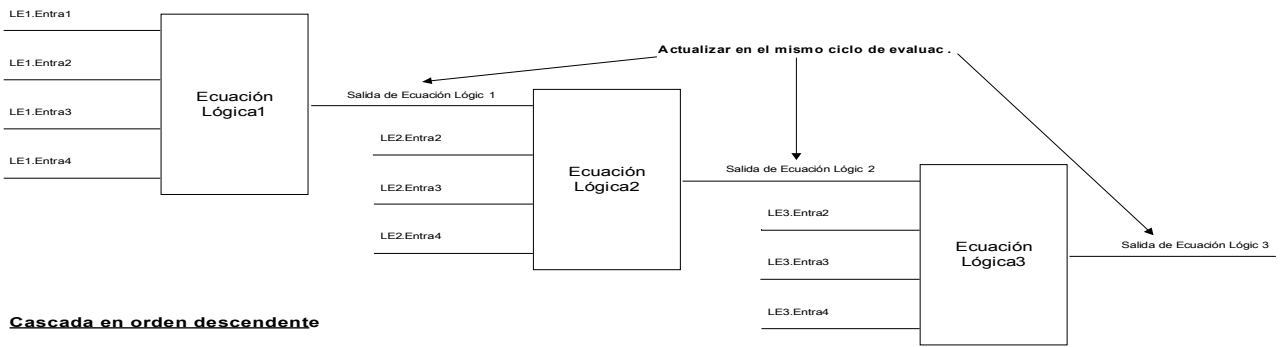 LE1.Entra1
LE1.Entra2
LE1.Entra3
LE1.Entra4
Ecuación
Lógica1
Actualizar en el mismo ciclo de evaluac .
Salida de Ecuación Lógic 1
LE2.Entra2
LE2.Entra3
LE2.Entra4
Ecuación
Lógica2
Salida de Ecuación Lógic 2
LE3.Entra2
LE3.Entra3
LE3.Entra4
Ecuación
Lógica3
Salida de Ecuación Lógic 3
Cascada en orden descendente